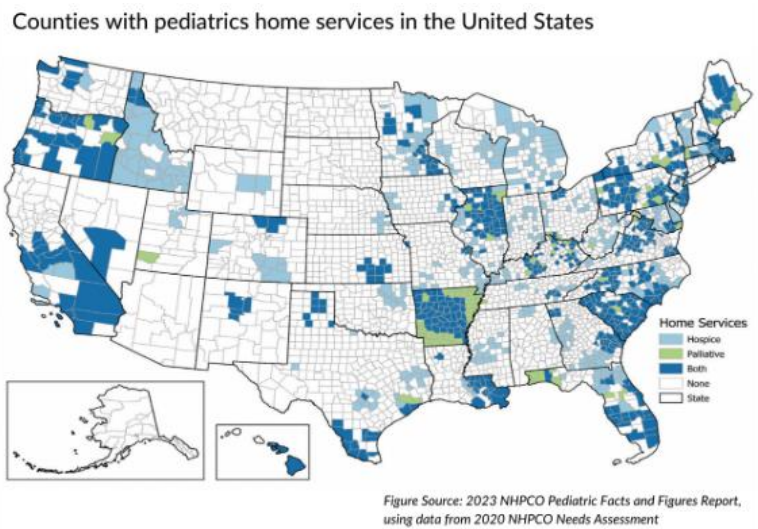 Counties with pediatrics home services in the United States
Home Services
Hospice
Palliative
Both
None
State
Figure Source: 2023 NHPCO Pediatric Facts and Figures Report,
using data from 2020 NHPCO Needs Assessment